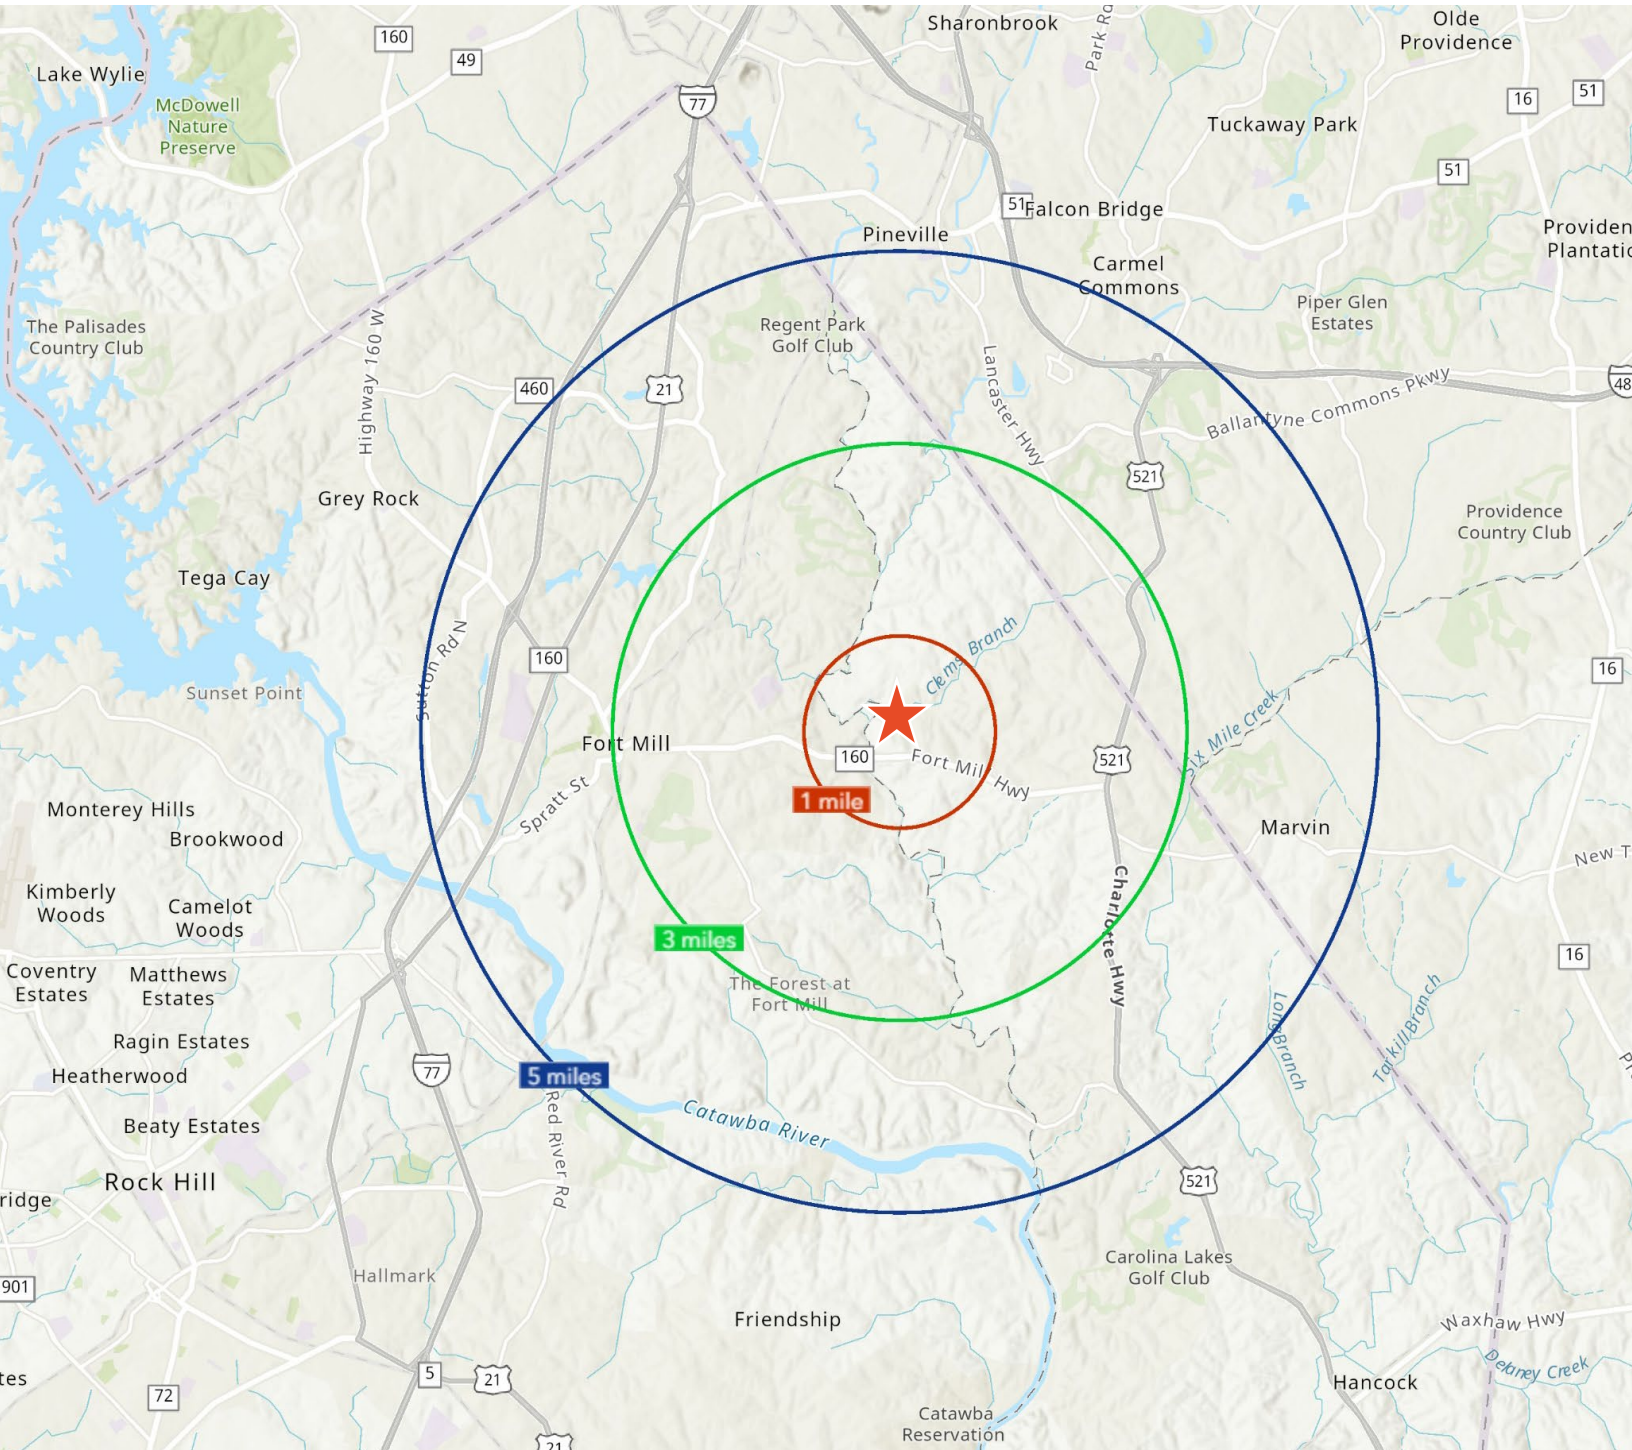 Sharonbrook
Park Rd
Olde
Providence
160
49
Lake Wylie
McDowell
Nature
Preserve
77
16
51
Tuckaway Park
51
51
Falcon Bridge
Pineville
Providen
Plantatio
Carmel
Commons
Piper Glen
Estates
The Palisades
Country Club
Regent Park
Golf Club
Highway 160 W
Lancaster Hwy
460
21
48
Ballantyne Commons Pkwy
521
Grey Rock
Providence
Country Club
Tega Cay
Sutton Rd N
Clems Branch
160
16
Sunset Point
Six Mile Creek
Fort Mill
160
Fort Mill Hwy
521
Spratt St
1 mile
Monterey Hills
Brookwood
Marvin
New T
Kimberly
Woods
Camelot
Woods
Charlotte Hwy
3 miles
16
Coventry
Estates
Matthews
Estates
The Forest at
Fort Mill
Long Branch
Tarkill Branch
Ragin Estates
Heatherwood
77
5 miles
Red River Rd
Catawba River
Beaty Estates
Rock Hill
521
ridge
Carolina Lakes
Golf Club
Hallmark
901
Friendship
Waxhaw Hwy
Delaney Creek
tes
5
21
72
Hancock
Catawba
Reservation
21